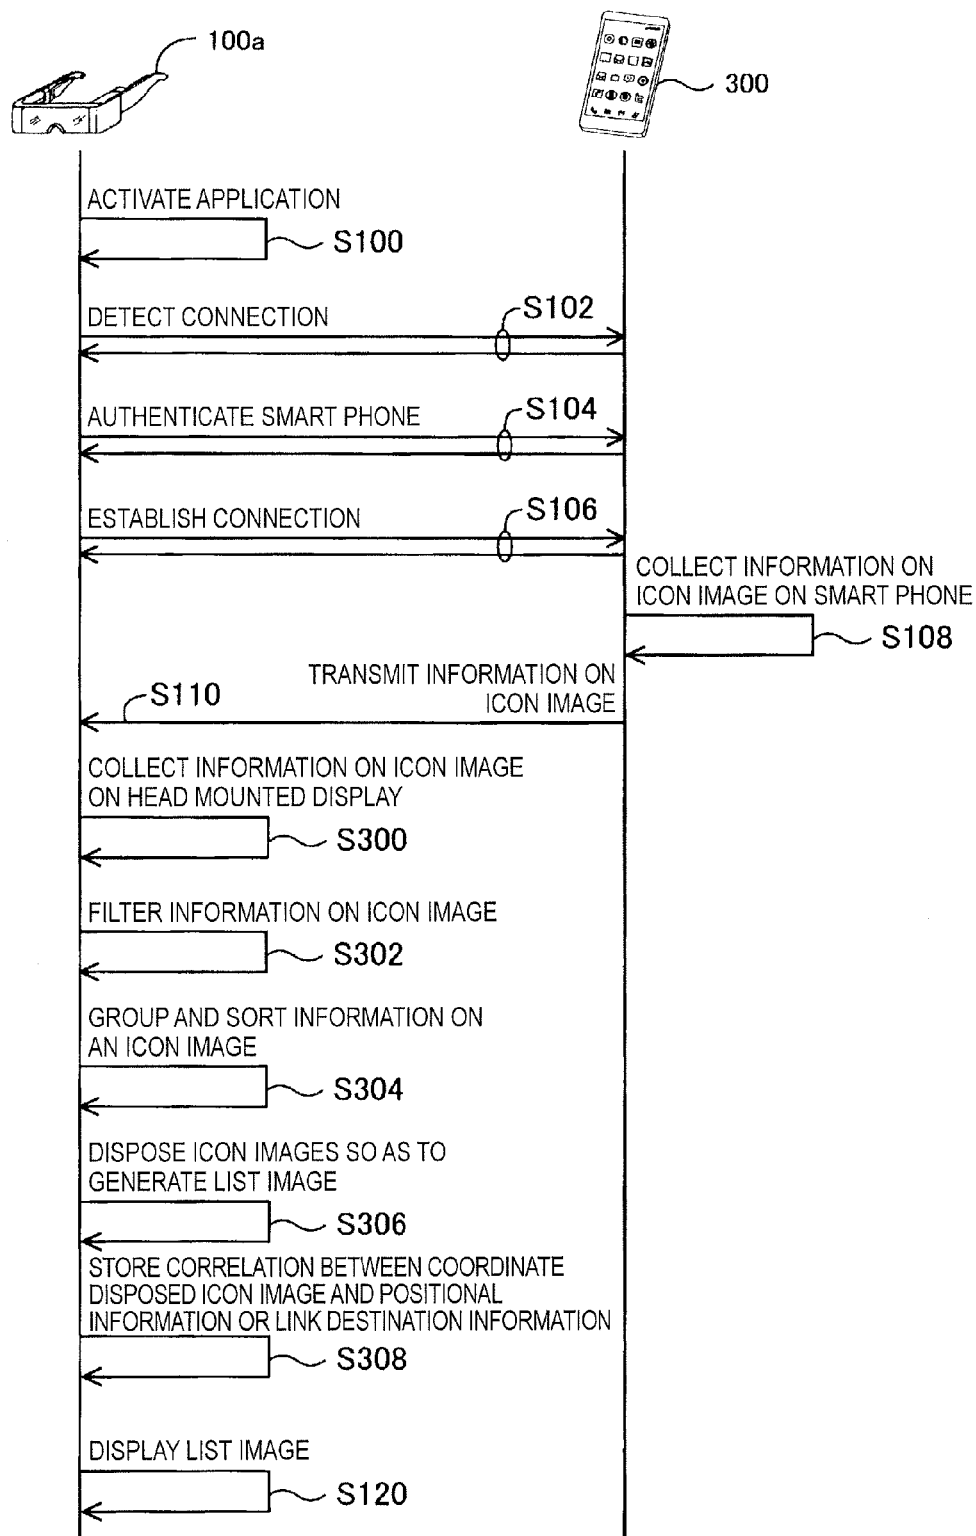 100a
300
ACTIVATE APPLICATION
S100
DETECT CONNECTION
S102
AUTHENTICATE SMART PHONE
S104
ESTABLISH CONNECTION
S106
COLLECT INFORMATION ON
ICON IMAGE ON SMART PHONE
S108
TRANSMIT INFORMATION ON
ICON IMAGE
S110
COLLECT INFORMATION ON ICON IMAGE
ON HEAD MOUNTED DISPLAY
S300
FILTER INFORMATION ON ICON IMAGE
S302
GROUP AND SORT INFORMATION ON
AN ICON IMAGE
S304
DISPOSE ICON IMAGES SO AS TO
GENERATE LIST IMAGE
S306
STORE CORRELATION BETWEEN COORDINATE
DISPOSED ICON IMAGE AND POSITIONAL
INFORMATION OR LINK DESTINATION INFORMATION
S308
DISPLAY LIST IMAGE
S120